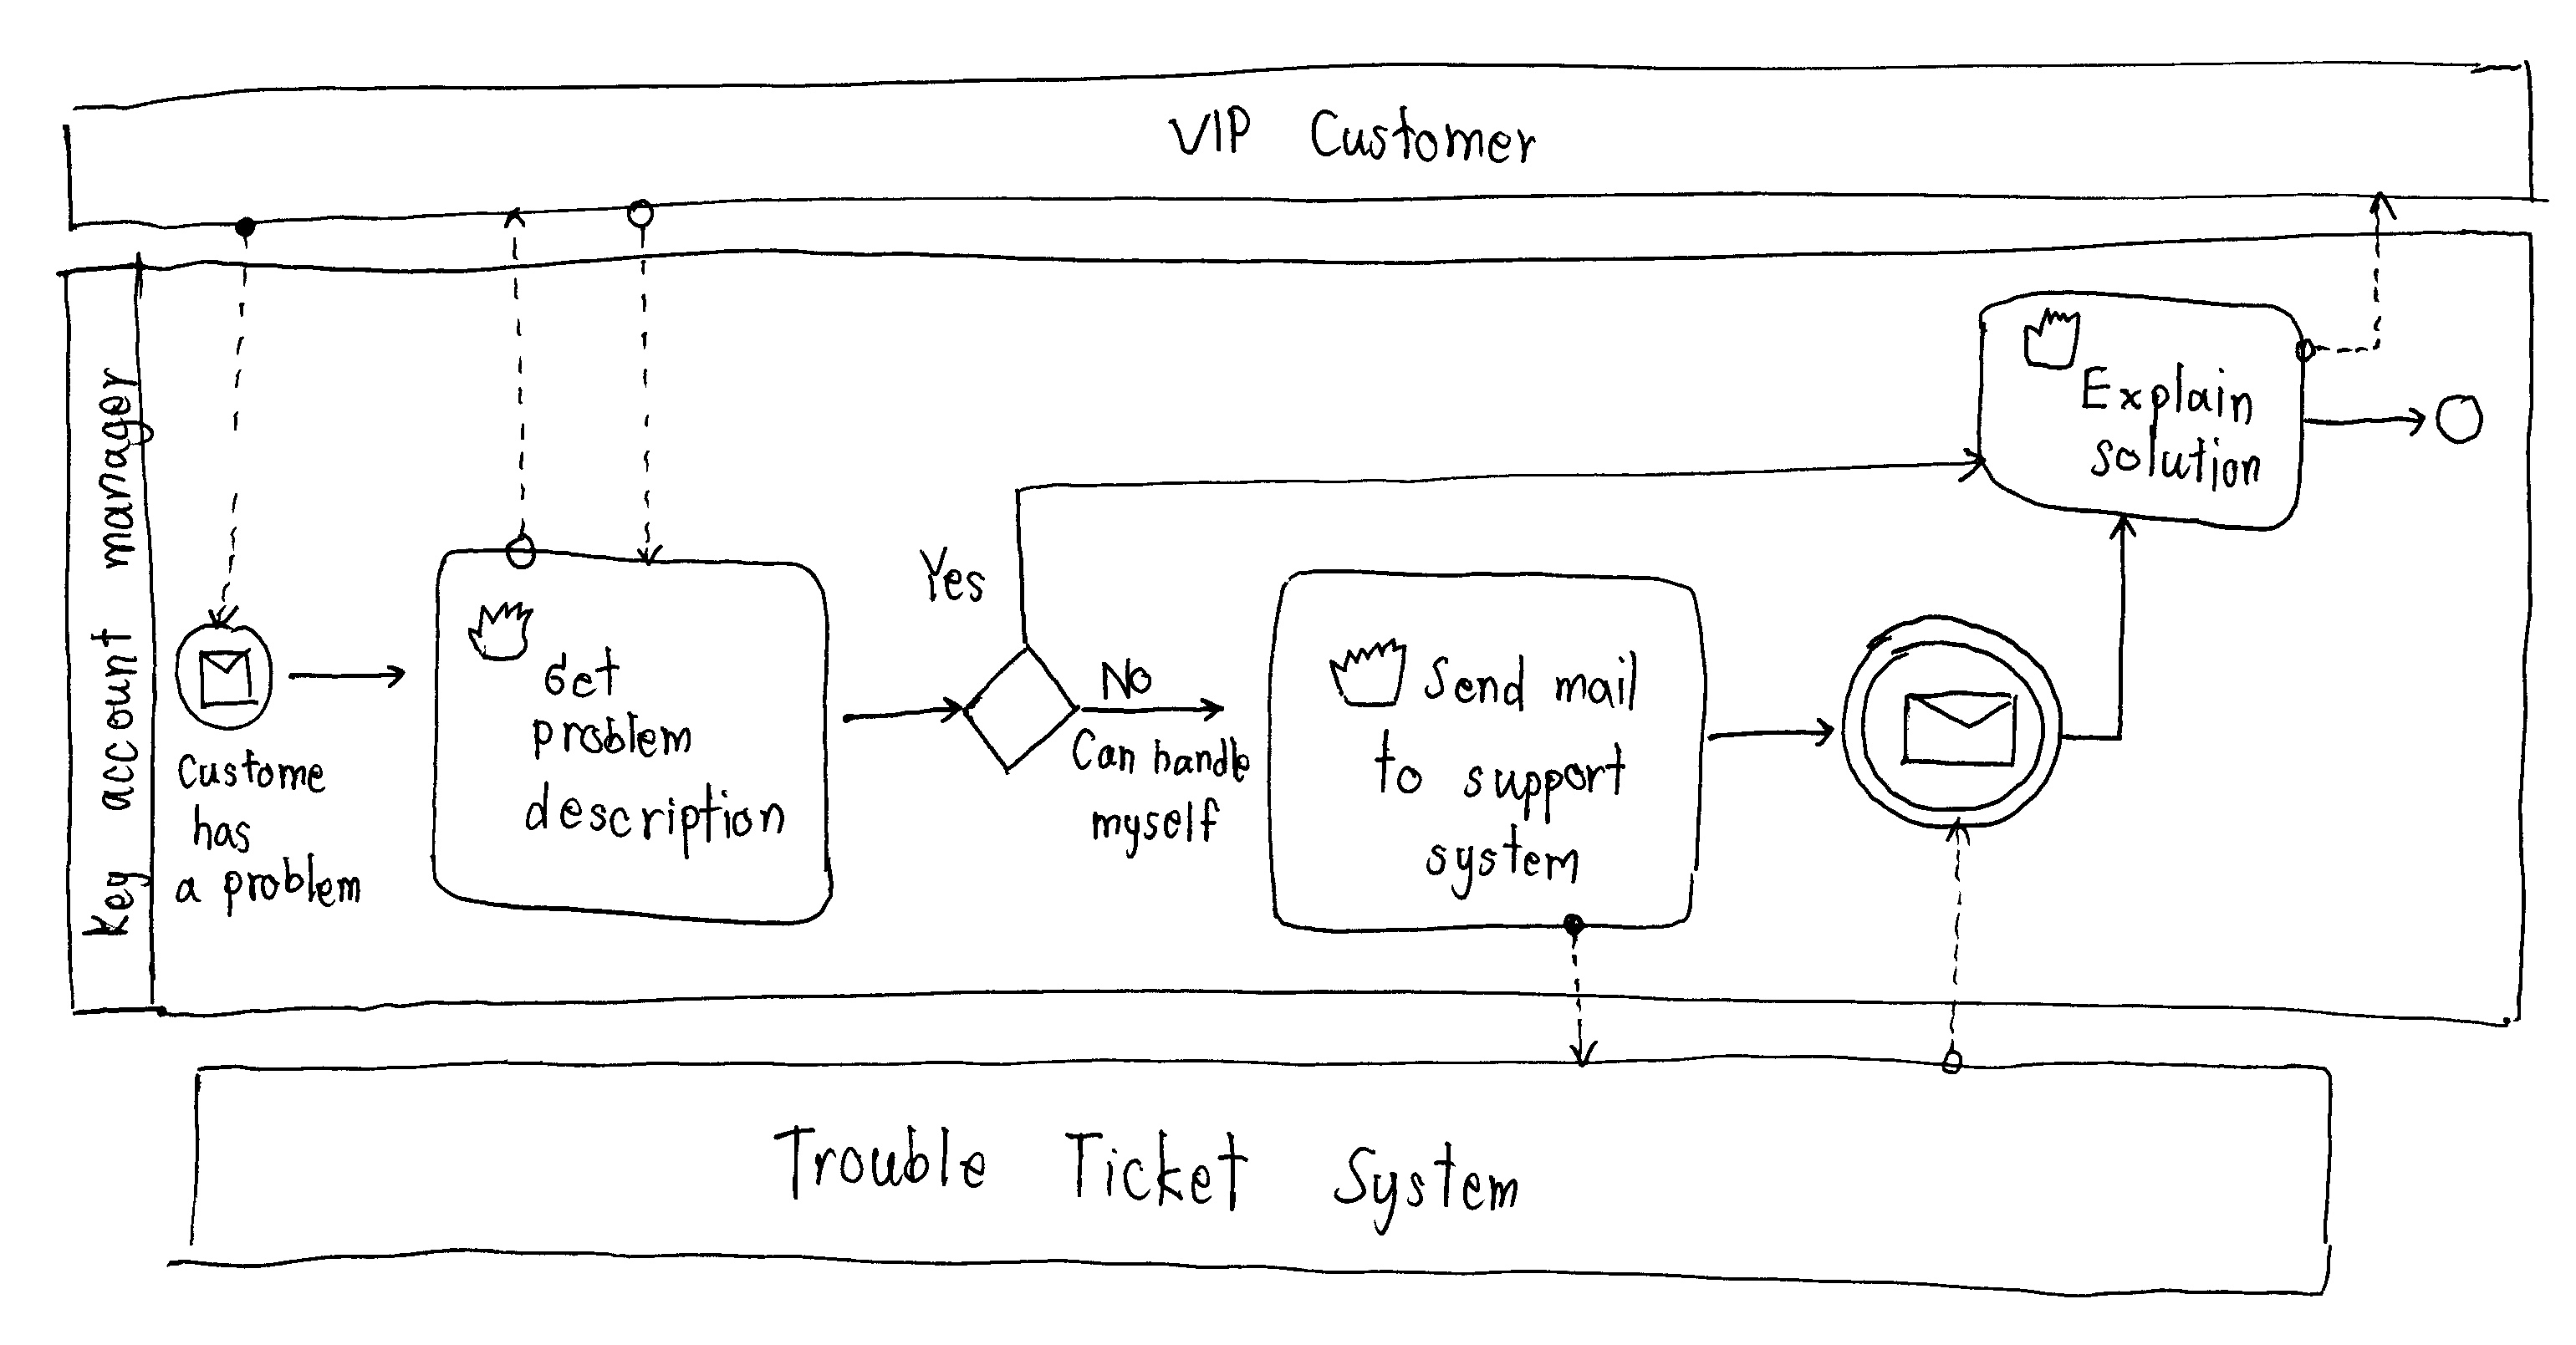 VIP Customer
Key account manager
Custome
has
a problem
Get
problem
description
Yes
No
Can handle
myself
Send mail
to support
system
Explain
solution
Trouble Ticket System